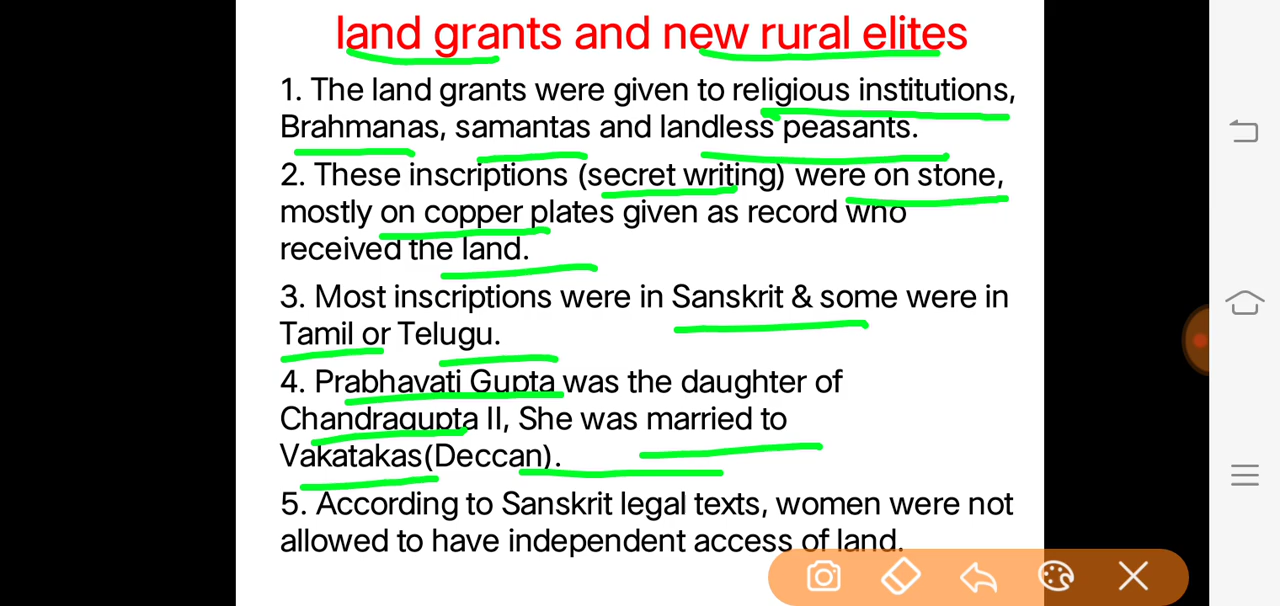 land grants and new rural elites
1. The land grants were given to religious institutions,
Brahmanas, samantas and landless peasants.
2. These inscriptions (secret writing) were on stone,
mostly on copper plates given as record who
received the land.
3. Most inscriptions were in Sanskrit & some were in
Tamil or Telugu.
4. Prabhavati Gupta was the daughter of
Chandragupta II, She was married to
Vakatakas(Deccan).
5. According to Sanskrit legal texts, women were not
allowed to have independent access of land.